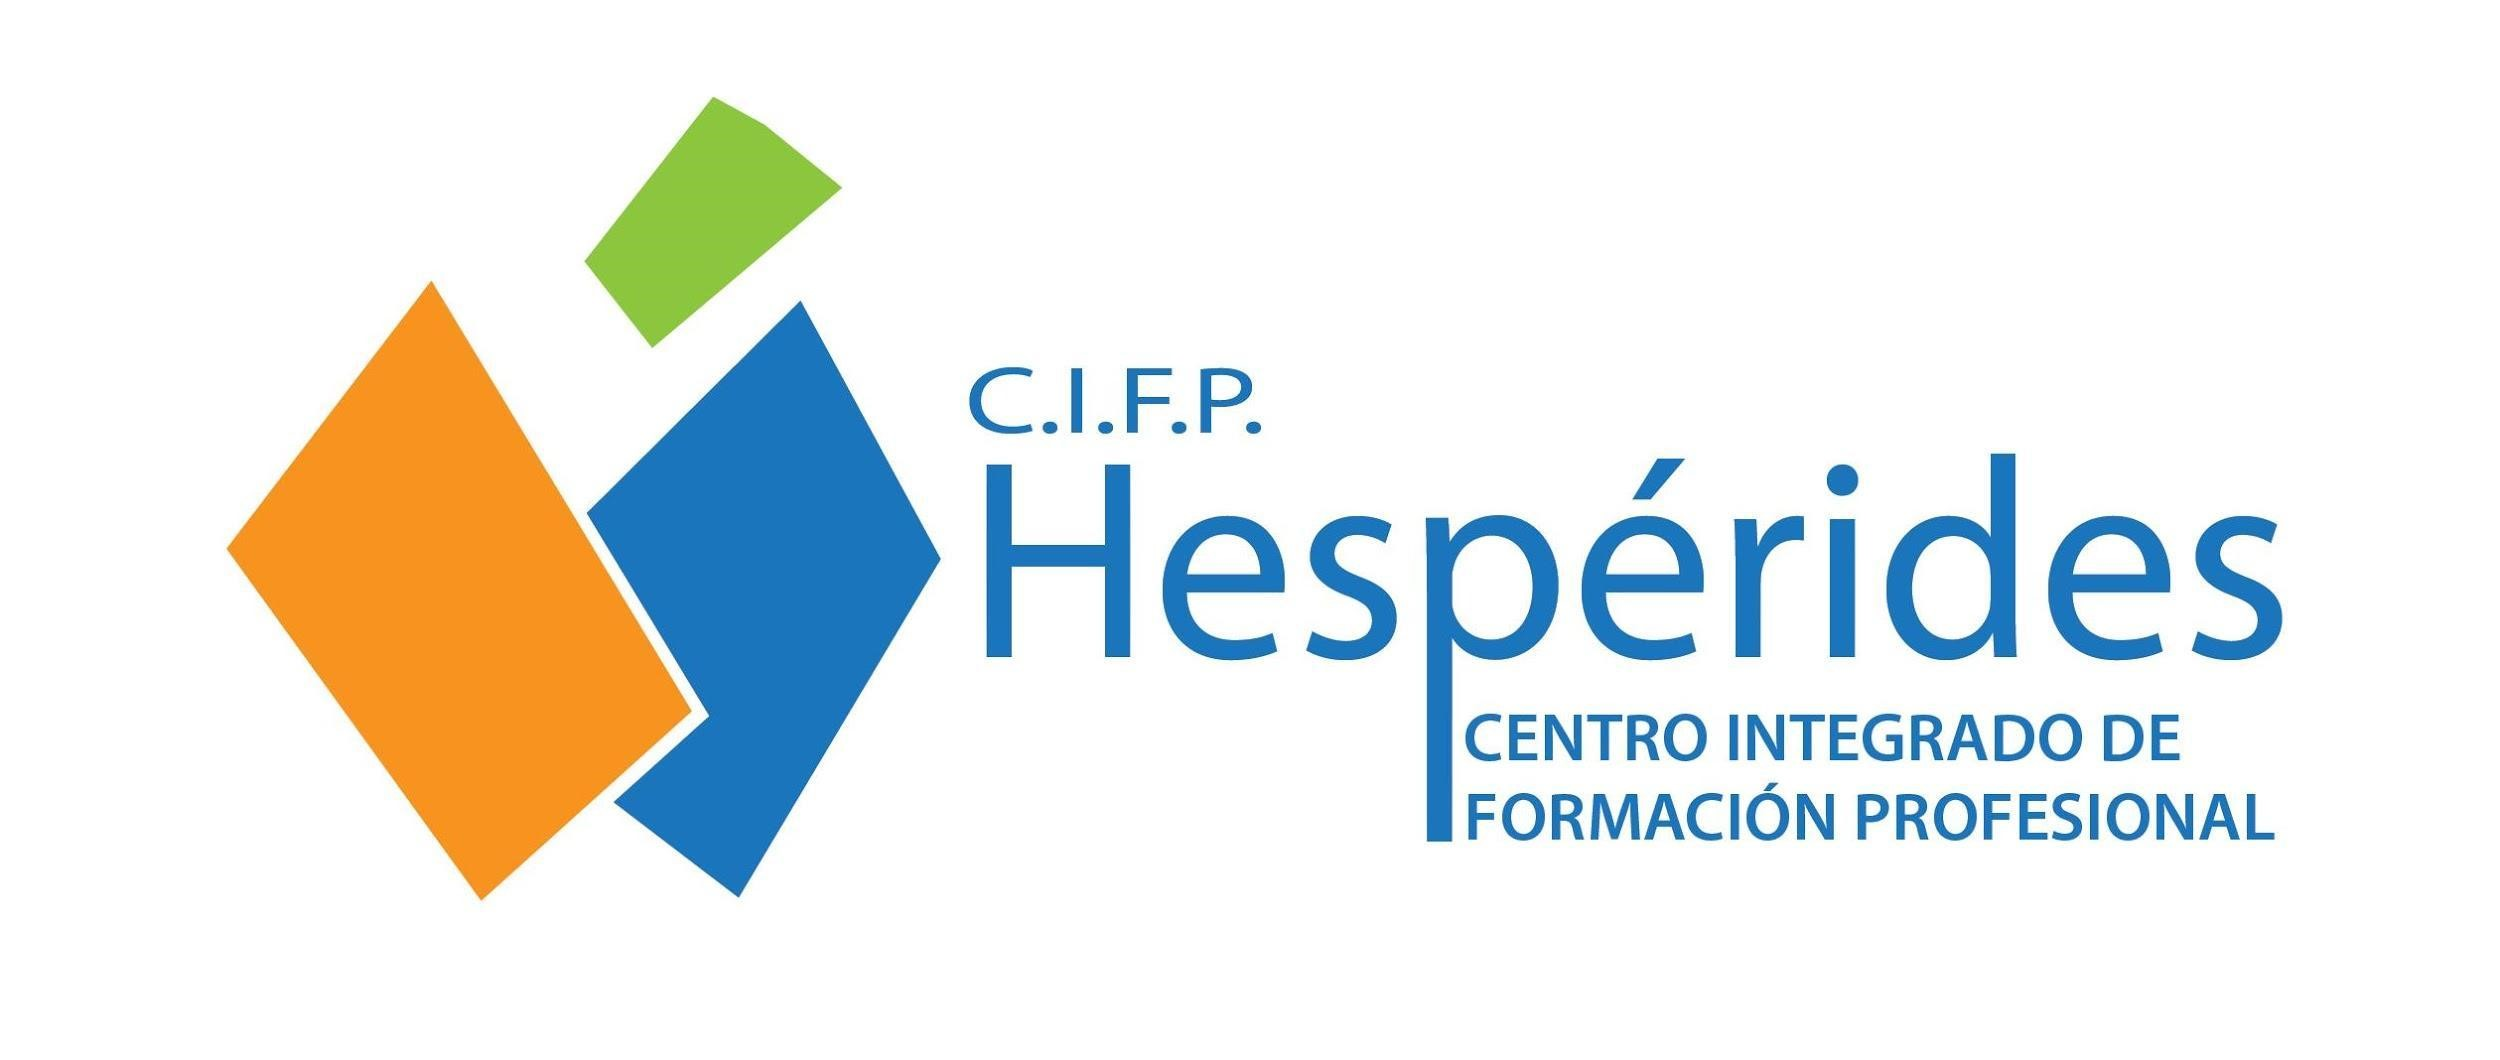 C.I.F.P.
Hespérides
CENTRO INTEGRADO DE
FORMACIÓN PROFESIONAL